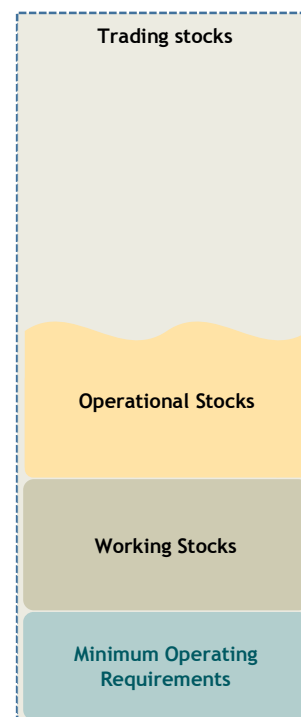 Trading stocks
Operational Stocks
Working Stocks
Minimum Operating
Requirements